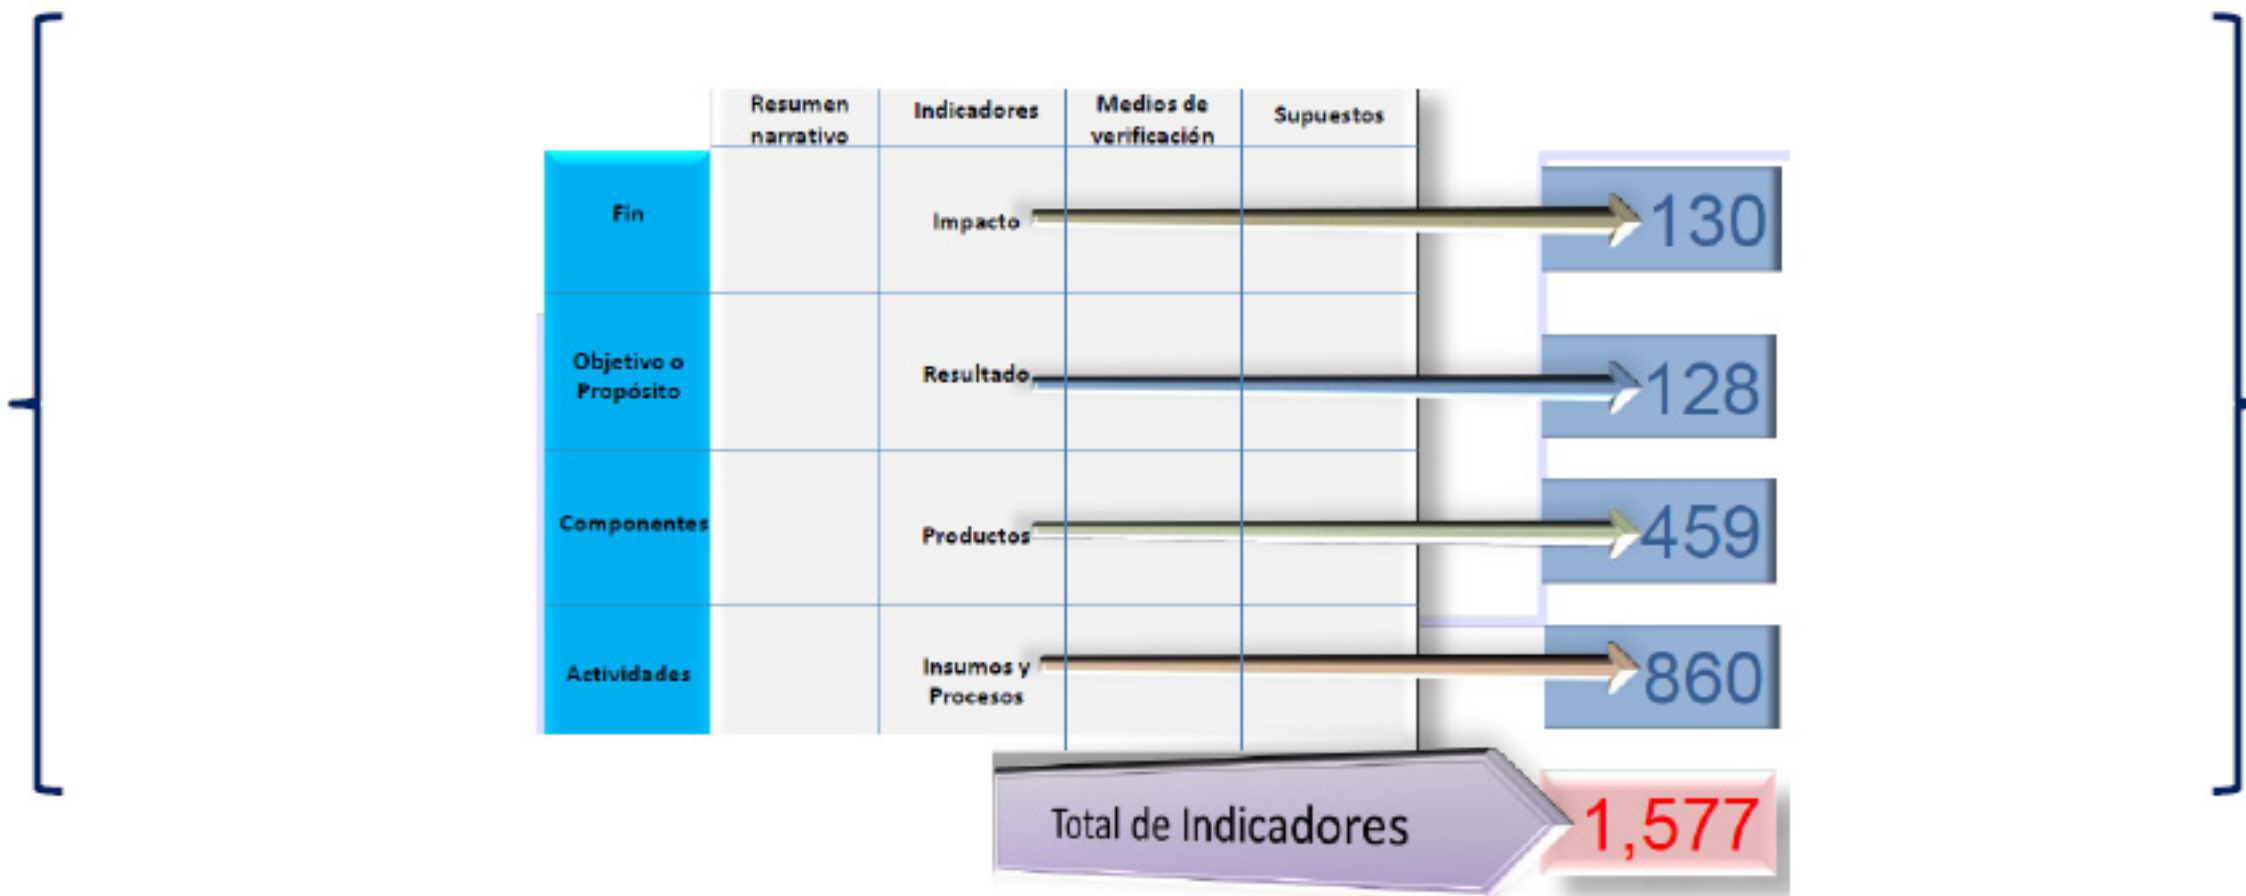 Resumen
narrativo
Indicadores
Medios de
verificación
Supuestos
Fin
Impacto
130
Objetivo o
Propósito
Resultado
128
Componentes
Productos
459
Actividades
Insumos y
Procesos
860
Total de Indicadores
1,577